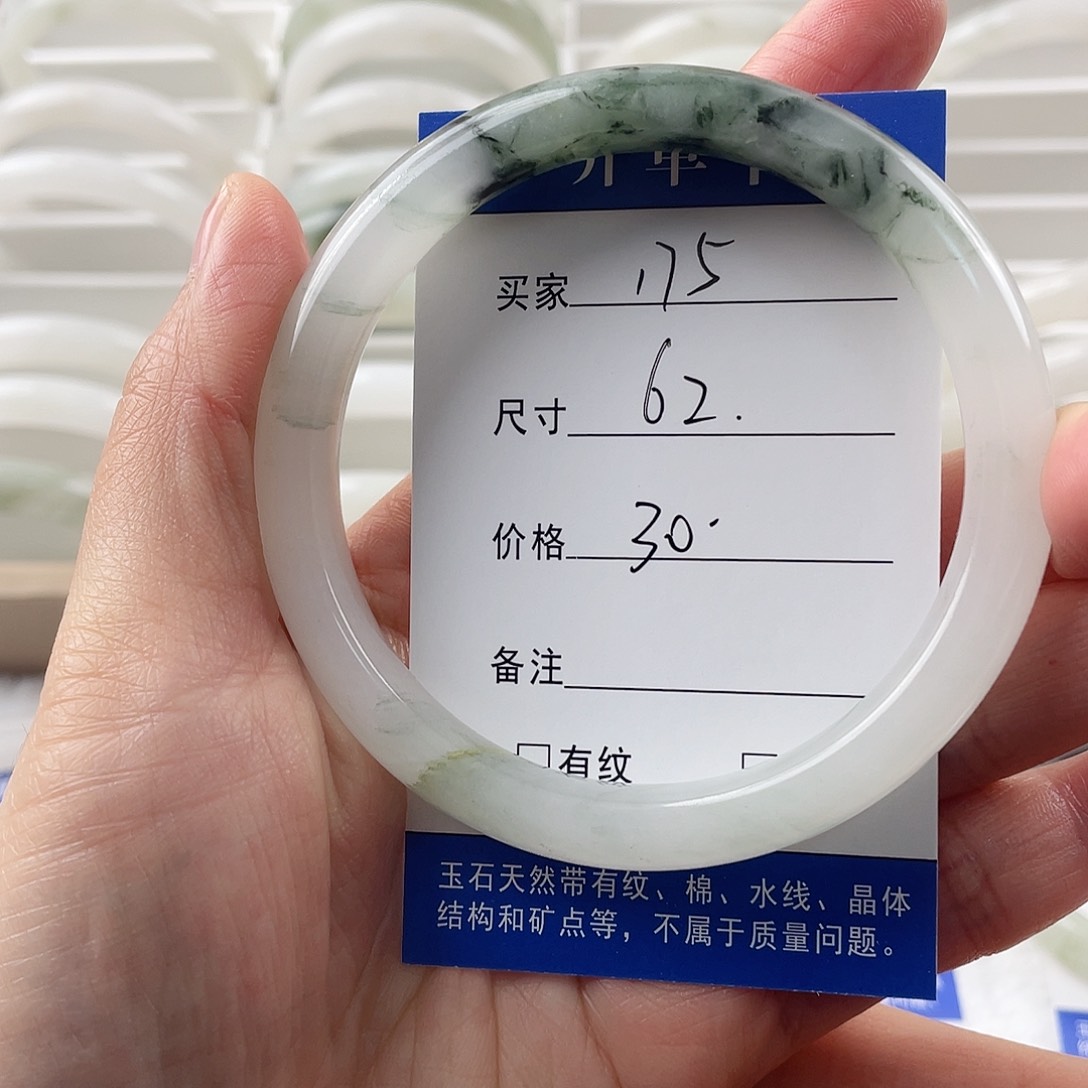 买家 175
尺寸 62.
价格 30.
备注
□有纹 □
玉石天然带有纹、棉、水线、晶体
结构和矿点等，不属于质量问题。